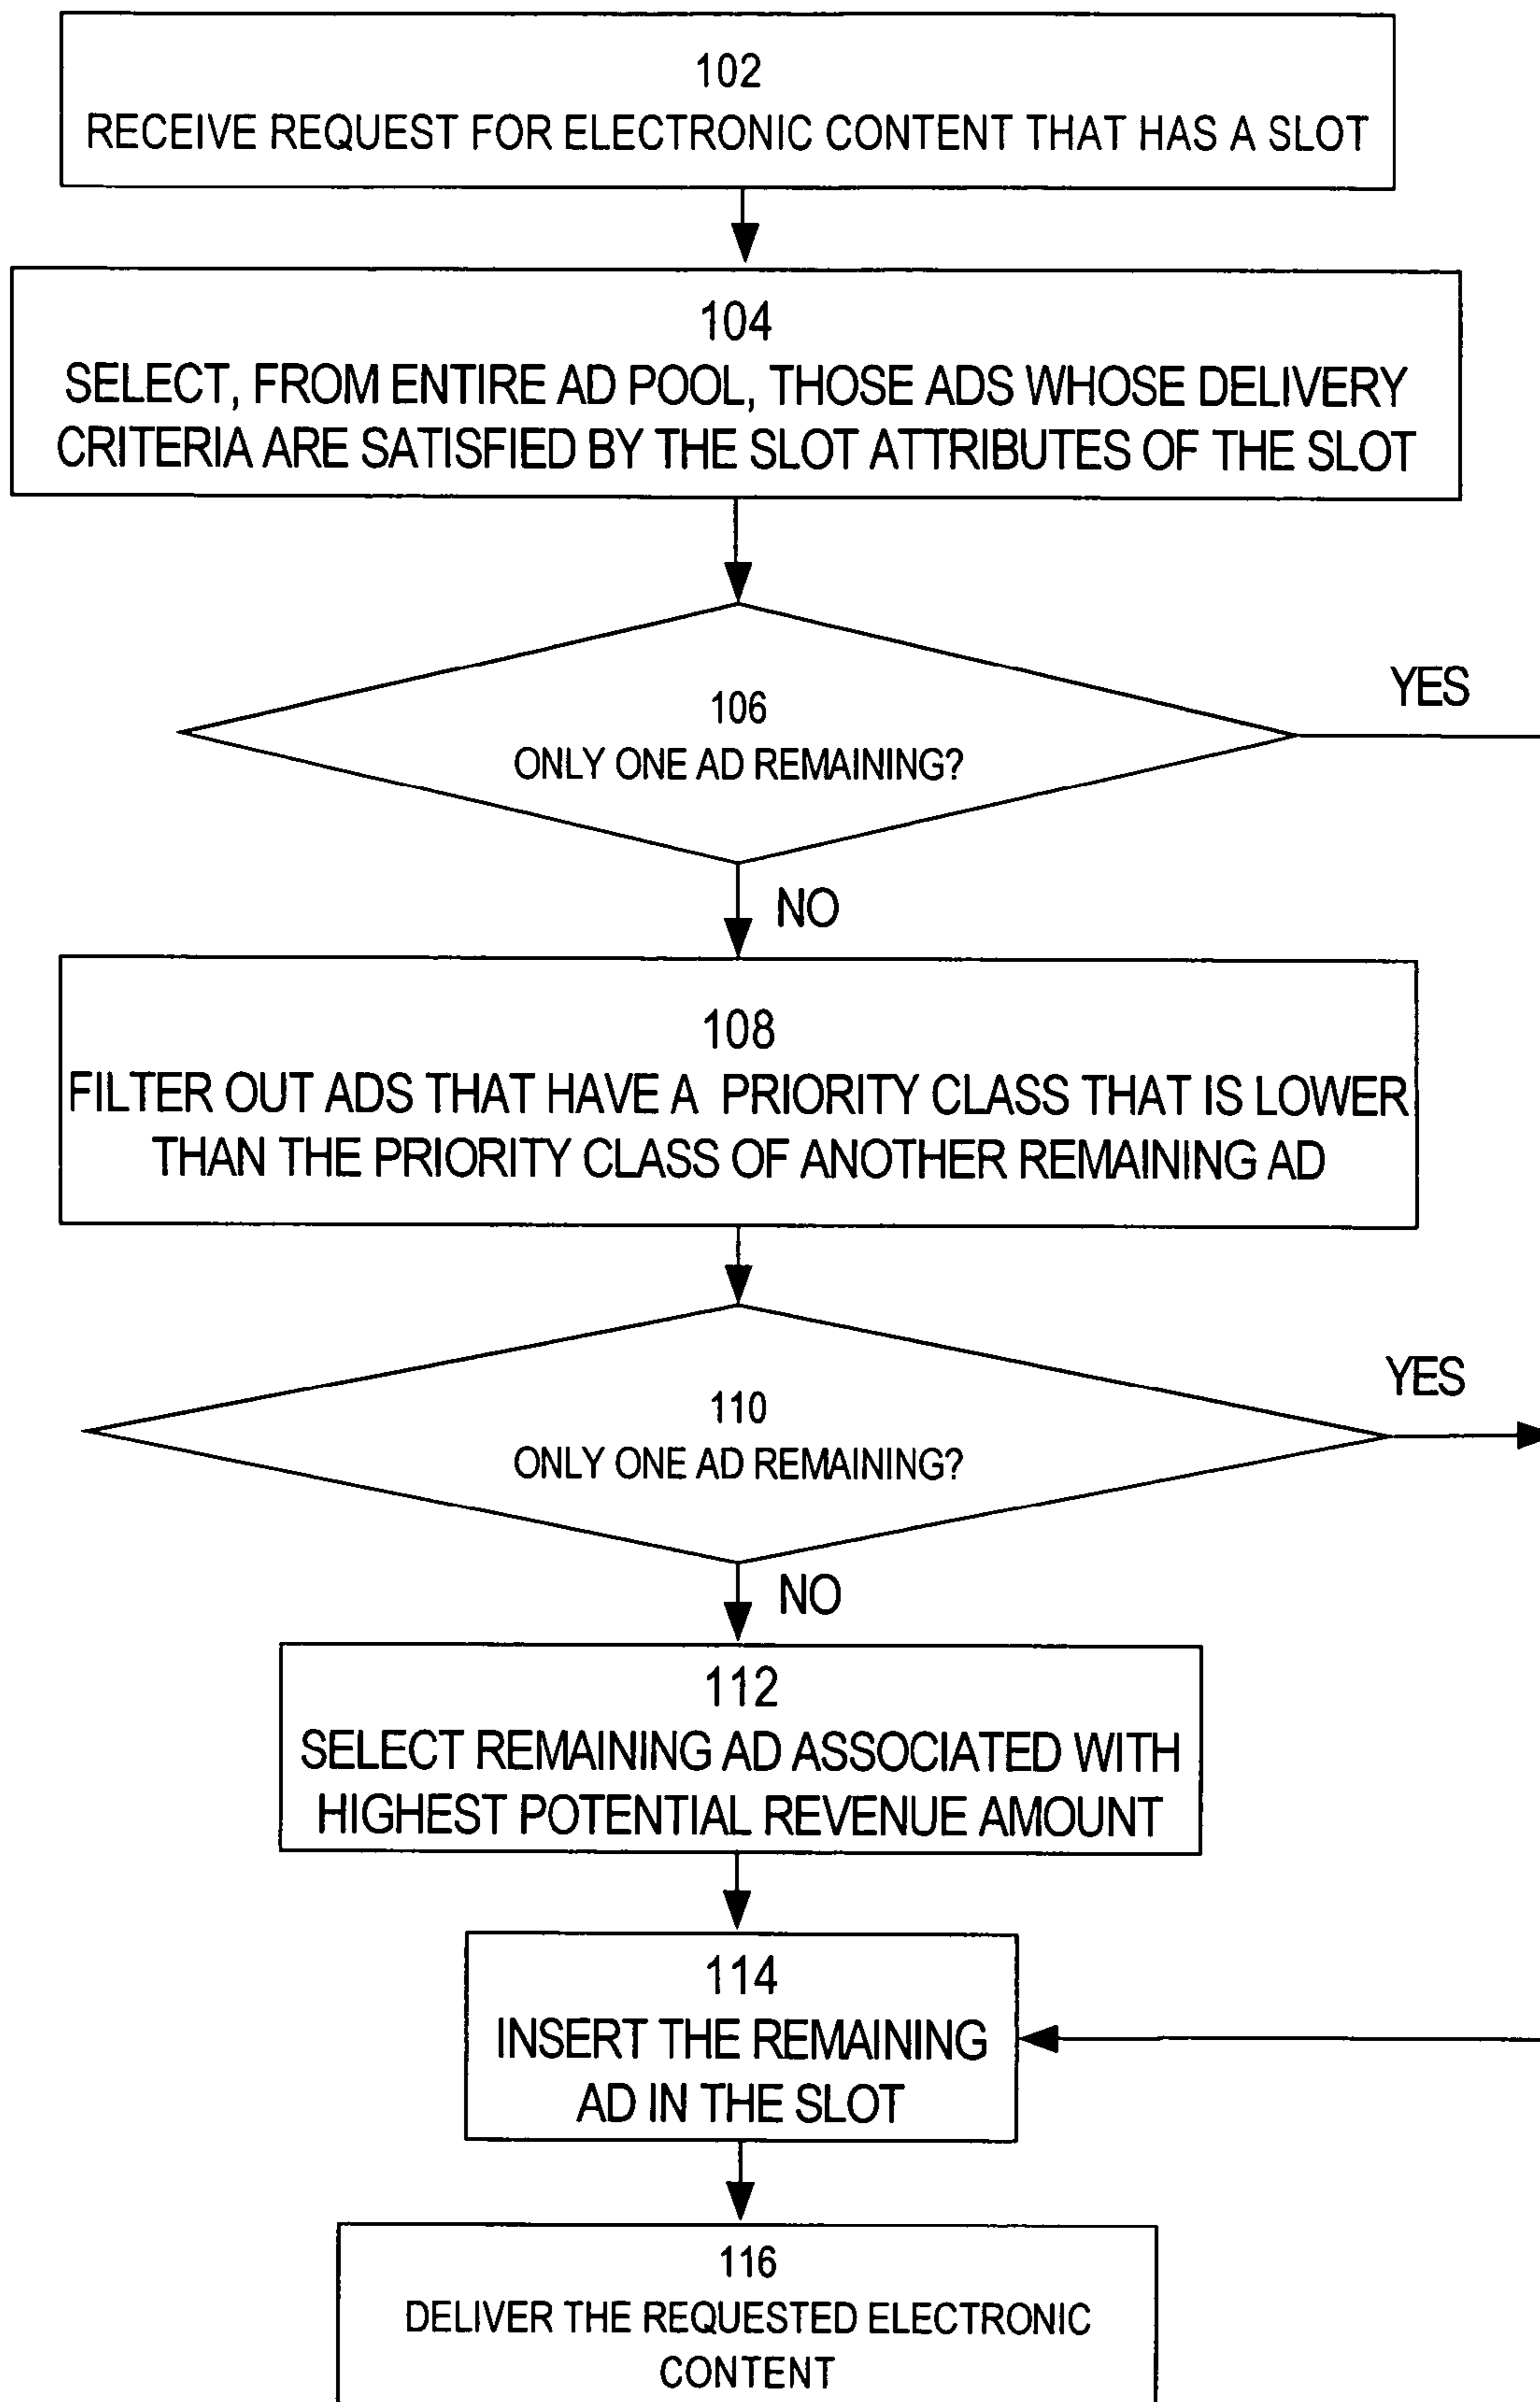 102
RECEIVE REQUEST FOR ELECTRONIC CONTENT THAT HAS A SLOT
104
SELECT, FROM ENTIRE AD POOL, THOSE ADS WHOSE DELIVERY
CRITERIA ARE SATISFIED BY THE SLOT ATTRIBUTES OF THE SLOT
106
ONLY ONE AD REMAINING?
YES
NO
108
FILTER OUT ADS THAT HAVE A PRIORITY CLASS THAT IS LOWER
THAN THE PRIORITY CLASS OF ANOTHER REMAINING AD
110
ONLY ONE AD REMAINING?
YES
NO
112
SELECT REMAINING AD ASSOCIATED WITH
HIGHEST POTENTIAL REVENUE AMOUNT
114
INSERT THE REMAINING
AD IN THE SLOT
116
DELIVER THE REQUESTED ELECTRONIC
CONTENT